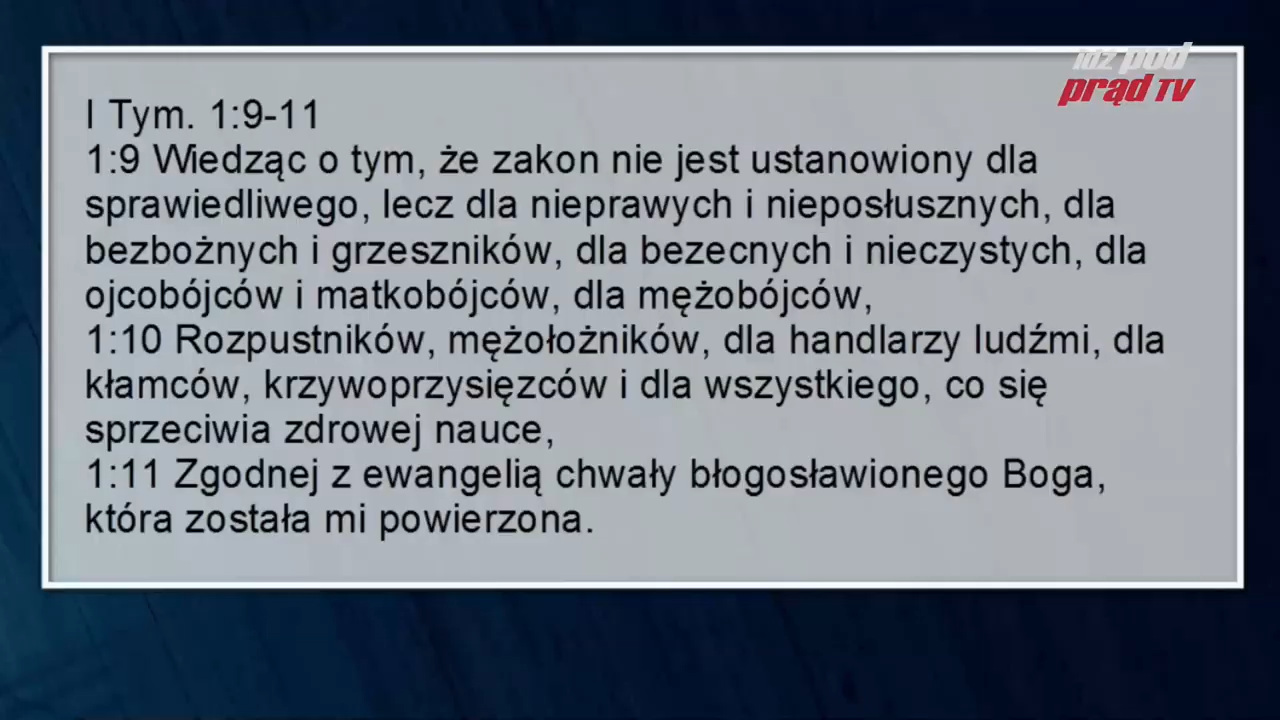 idź pod
prąd TV
I Tym. 1:9-11
1:9 Wiedząc o tym, że zakon nie jest ustanowiony dla
sprawiedliwego, lecz dla nieprawych i nieposłusznych, dla
bezbożnych i grzeszników, dla bezecnych i nieczystych, dla
ojcobójców i matkobójców, dla mężobójców,
1:10 Rozpustników, mężołożników, dla handlarzy ludźmi, dla
kłamców, krzywoprzysięzców i dla wszystkiego, co się
sprzeciwia zdrowej nauce,
1:11 Zgodnej z ewangelią chwały błogosławionego Boga,
która została mi powierzona.